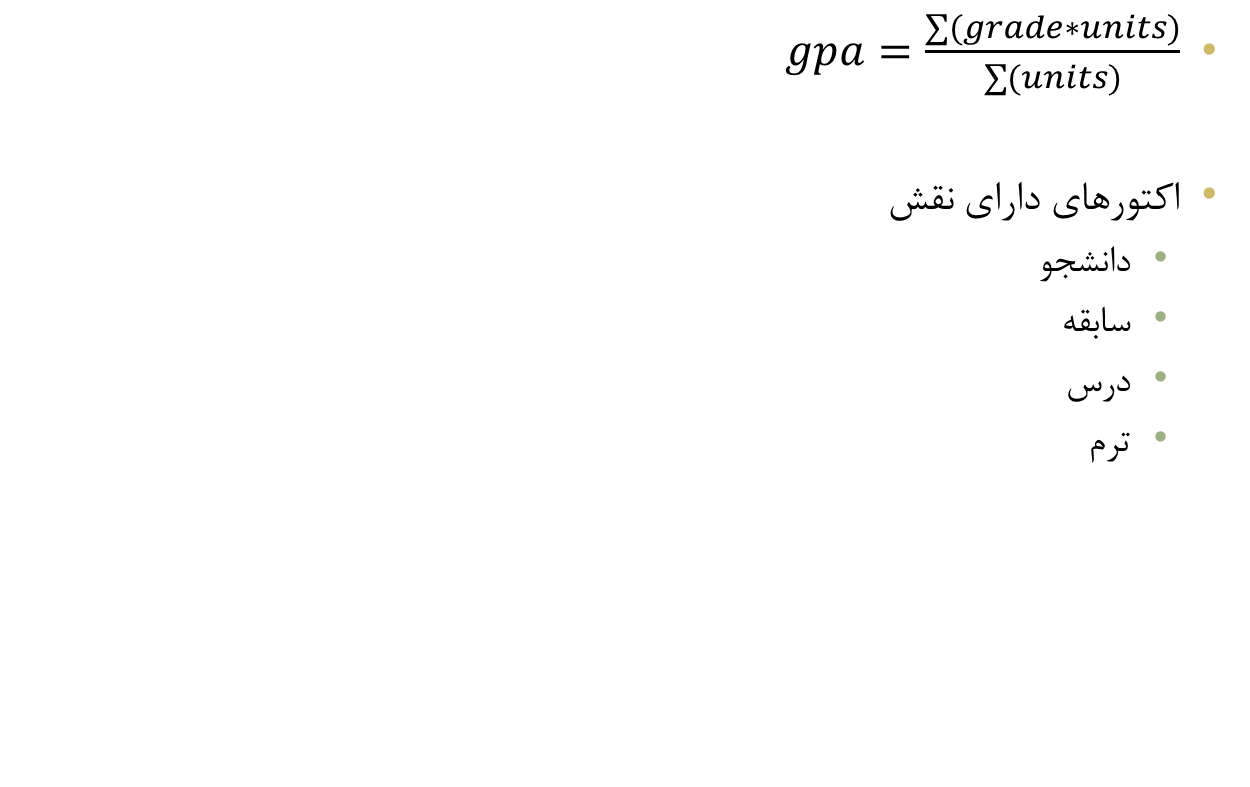 • gpa = ∑(grade*units) / ∑(units)
• اکتورهای دارای نقش
• دانشجو
• سابقه
• درس
• ترم